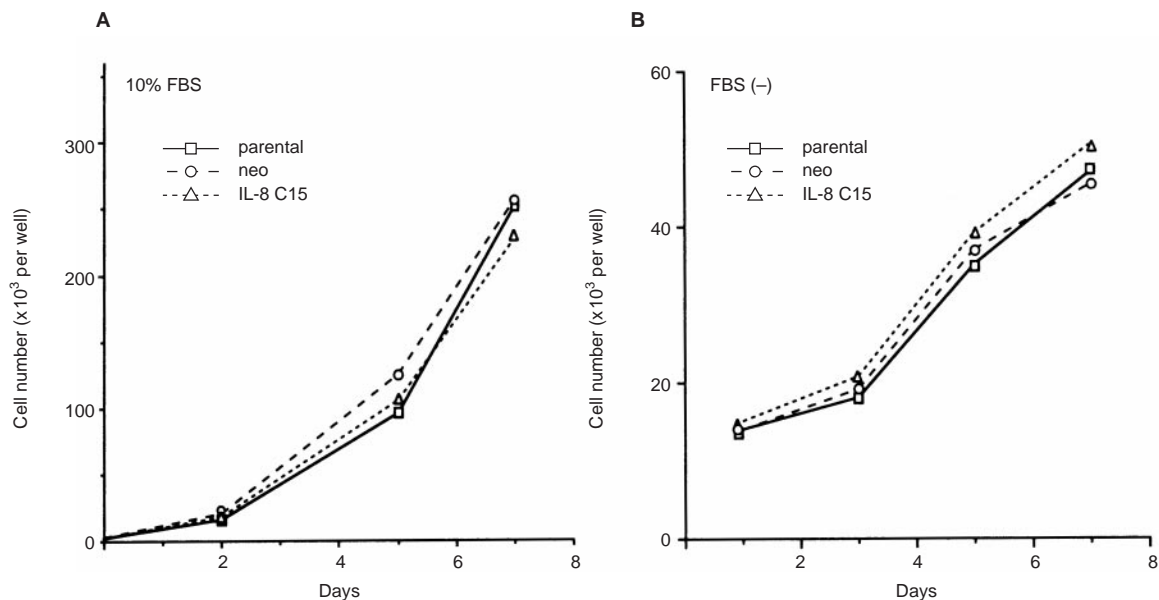 A
10% FBS
parental
neo
IL-8 C15
300
200
100
0
2
4
6
8
Cell number (x10³ per well)
Days
B
FBS (–)
parental
neo
IL-8 C15
60
40
20
0
2
4
6
8
Cell number (x10³ per well)
Days